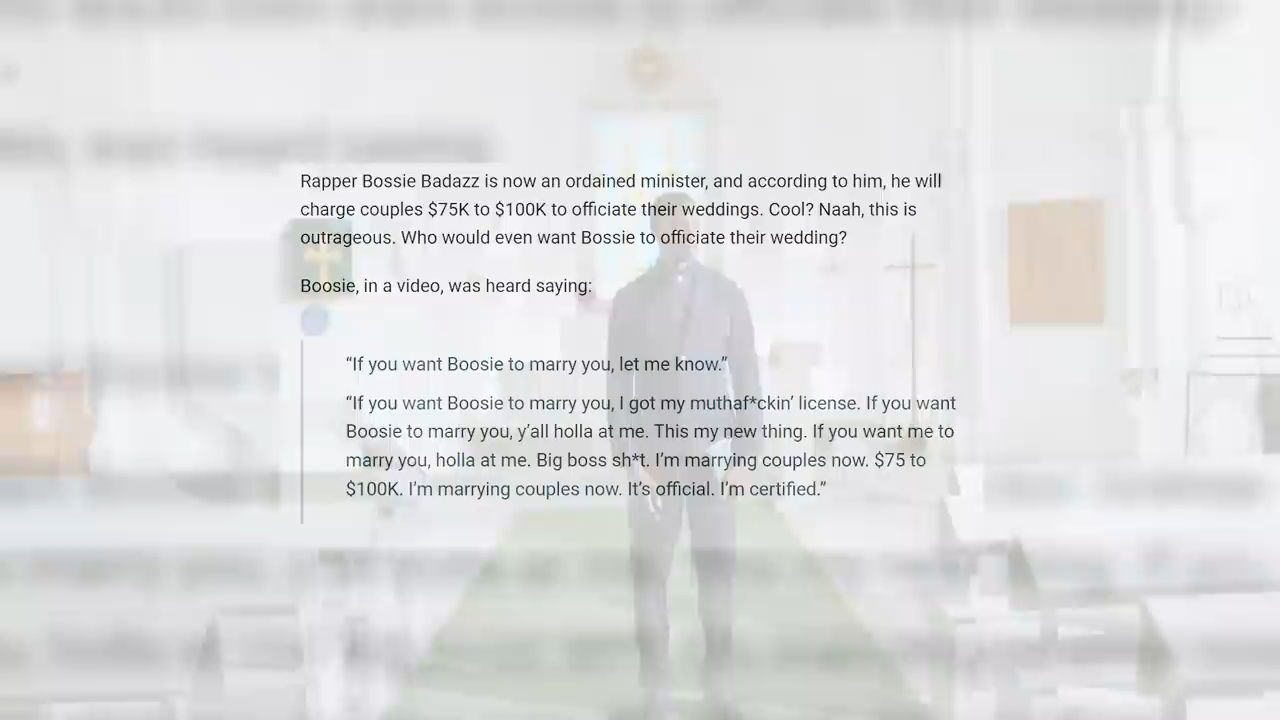 Rapper Bossie Badazz is now an ordained minister, and according to him, he will
charge couples $75K to $100K to officiate their weddings. Cool? Naah, this is
outrageous. Who would even want Bossie to officiate their wedding?
Boosie, in a video, was heard saying:
“If you want Boosie to marry you, let me know.”
“If you want Boosie to marry you, I got my muthaf*ckin’ license. If you want
Boosie to marry you, y’all holla at me. This my new thing. If you want me to
marry you, holla at me. Big boss sh*t. I’m marrying couples now. $75 to
$100K. I’m marrying couples now. It’s official. I’m certified.”